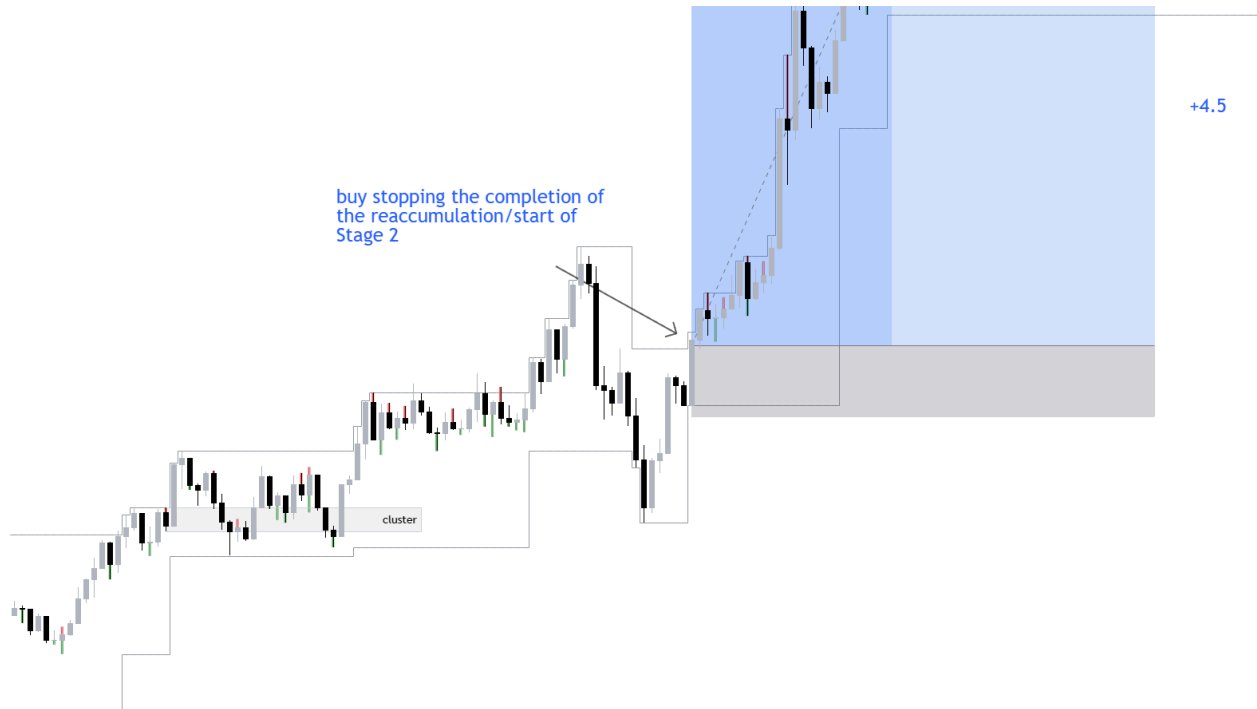 +4.5
buy stopping the completion of
the reaccumulation/start of
Stage 2
cluster